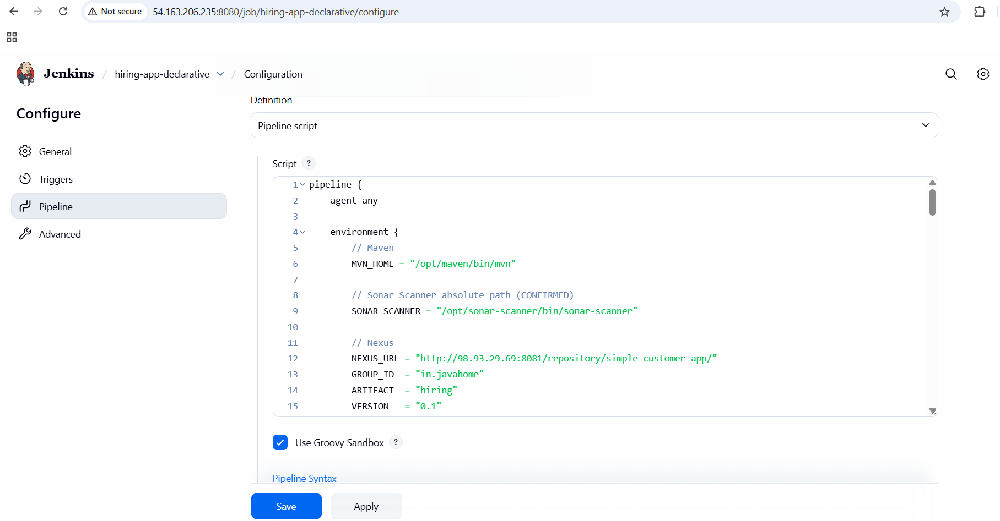 Not secure 54.163.206.235:8080/job/hiring-app-declarative/configure
Jenkins / hiring-app-declarative / Configuration
Configure
General
Triggers
Pipeline
Advanced
Definition
Pipeline script
Script ?
1 pipeline {
2     agent any
3
4     environment {
5         // Maven
6         MVN_HOME = "/opt/maven/bin/mvn"
7
8         // Sonar Scanner absolute path (CONFIRMED)
9         SONAR_SCANNER = "/opt/sonar-scanner/bin/sonar-scanner"
10
11         // Nexus
12         NEXUS_URL = "http://98.93.29.69:8081/repository/simple-customer-app/"
13         GROUP_ID  = "in.javahome"
14         ARTIFACT  = "hiring"
15         VERSION   = "0.1"
Use Groovy Sandbox ?
Pipeline Syntax
Save Apply